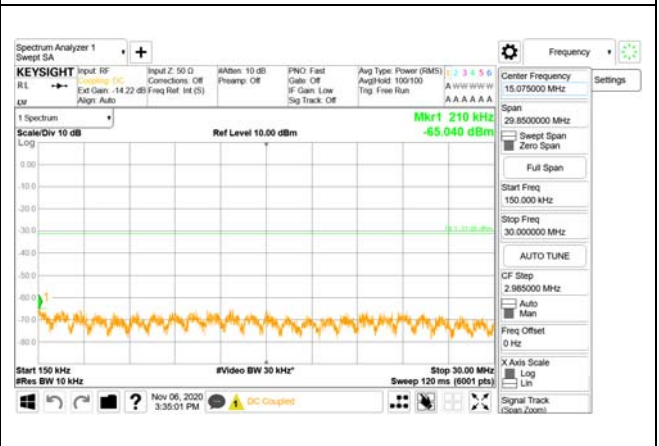 Spectrum Analyzer 1
Swept SA
+
Frequency
KEYSIGHT
RL
Input: RF
Coupling: DC
Ext Gain: -14.22 dB
Align: Auto
Input Z: 50 Ω
Corrections: Off
Freq Ref: Int (S)
#Atten: 10 dB
Preamp: Off
PNO: Fast
Gate: Off
IF Gain: Low
Sig Track: Off
Avg Type: Power (RMS)
Avg|Hold: 100/100
Trig: Free Run
1 2 3 4 5 6
A W W W W W
A A A A A A
Center Frequency
15.075000 MHz
Settings
1 Spectrum
Scale/Div 10 dB
Log
Ref Level 10.00 dBm
Mkr1 210 kHz
-65.040 dBm
Span
29.8500000 MHz
Swept Span
Zero Span
Full Span
Start Freq
150.000 kHz
Stop Freq
30.000000 MHz
AUTO TUNE
CF Step
2.985000 MHz
Auto
Man
Freq Offset
0 Hz
X Axis Scale
Log
Lin
Signal Track
(Span Zoom)
0.00
-10.0
-20.0
-30.0
-40.0
-50.0
-60.0
-70.0
-80.0
1
Start 150 kHz
#Res BW 10 kHz
#Video BW 30 kHz*
Stop 30.00 MHz
Sweep 120 ms (6001 pts)
?
Nov 06, 2020
3:35:01 PM
DC Coupled